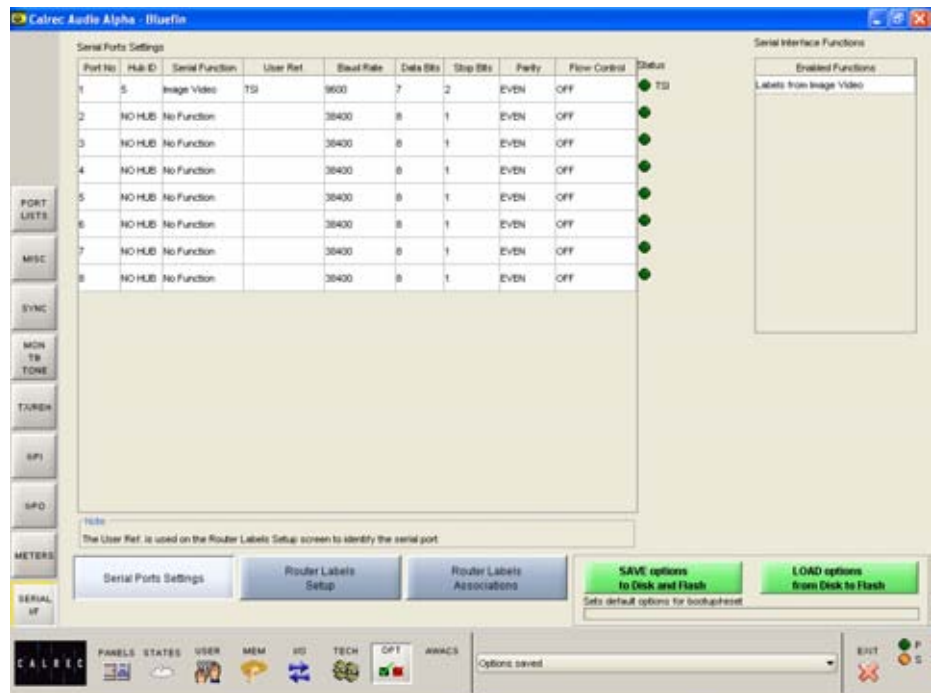 Calrec Audio Alpha - Bluefin
Serial Ports Settings
Port No Hub ID Serial Function User Ref. Baud Rate Data Bits Stop Bits Parity Flow Control Status
1 5 Image Video TSI 9600 7 2 EVEN OFF TSI
2 NO HUB No Function 38400 8 1 EVEN OFF
3 NO HUB No Function 38400 8 1 EVEN OFF
4 NO HUB No Function 38400 8 1 EVEN OFF
5 NO HUB No Function 38400 8 1 EVEN OFF
6 NO HUB No Function 38400 8 1 EVEN OFF
7 NO HUB No Function 38400 8 1 EVEN OFF
8 NO HUB No Function 38400 8 1 EVEN OFF
Serial Interface Functions
Enabled Functions
Labels from Image Video
PORT
LISTS
MISC
SYNC
MON
TB
TONE
TX/REH
GPI
GPO
METERS
SERIAL
I/F
Note
The User Ref. is used on the Router Labels Setup screen to identify the serial port
Serial Ports Settings
Router Labels
Setup
Router Labels
Associations
SAVE options
to Disk and Flash
LOAD options
from Disk to Flash
Sets default options for bootup/reset
CALREC
PANELS STATES USER MEM I/O TECH OPT AWACS
Options saved
EXIT
P
S